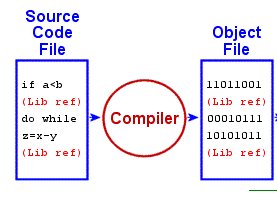 Source
Code
File
if a<b
(Lib ref)
do while
z=x-y
(Lib ref)
Compiler
Object
File
11011001
(Lib ref)
00010111
10101011
(Lib ref)